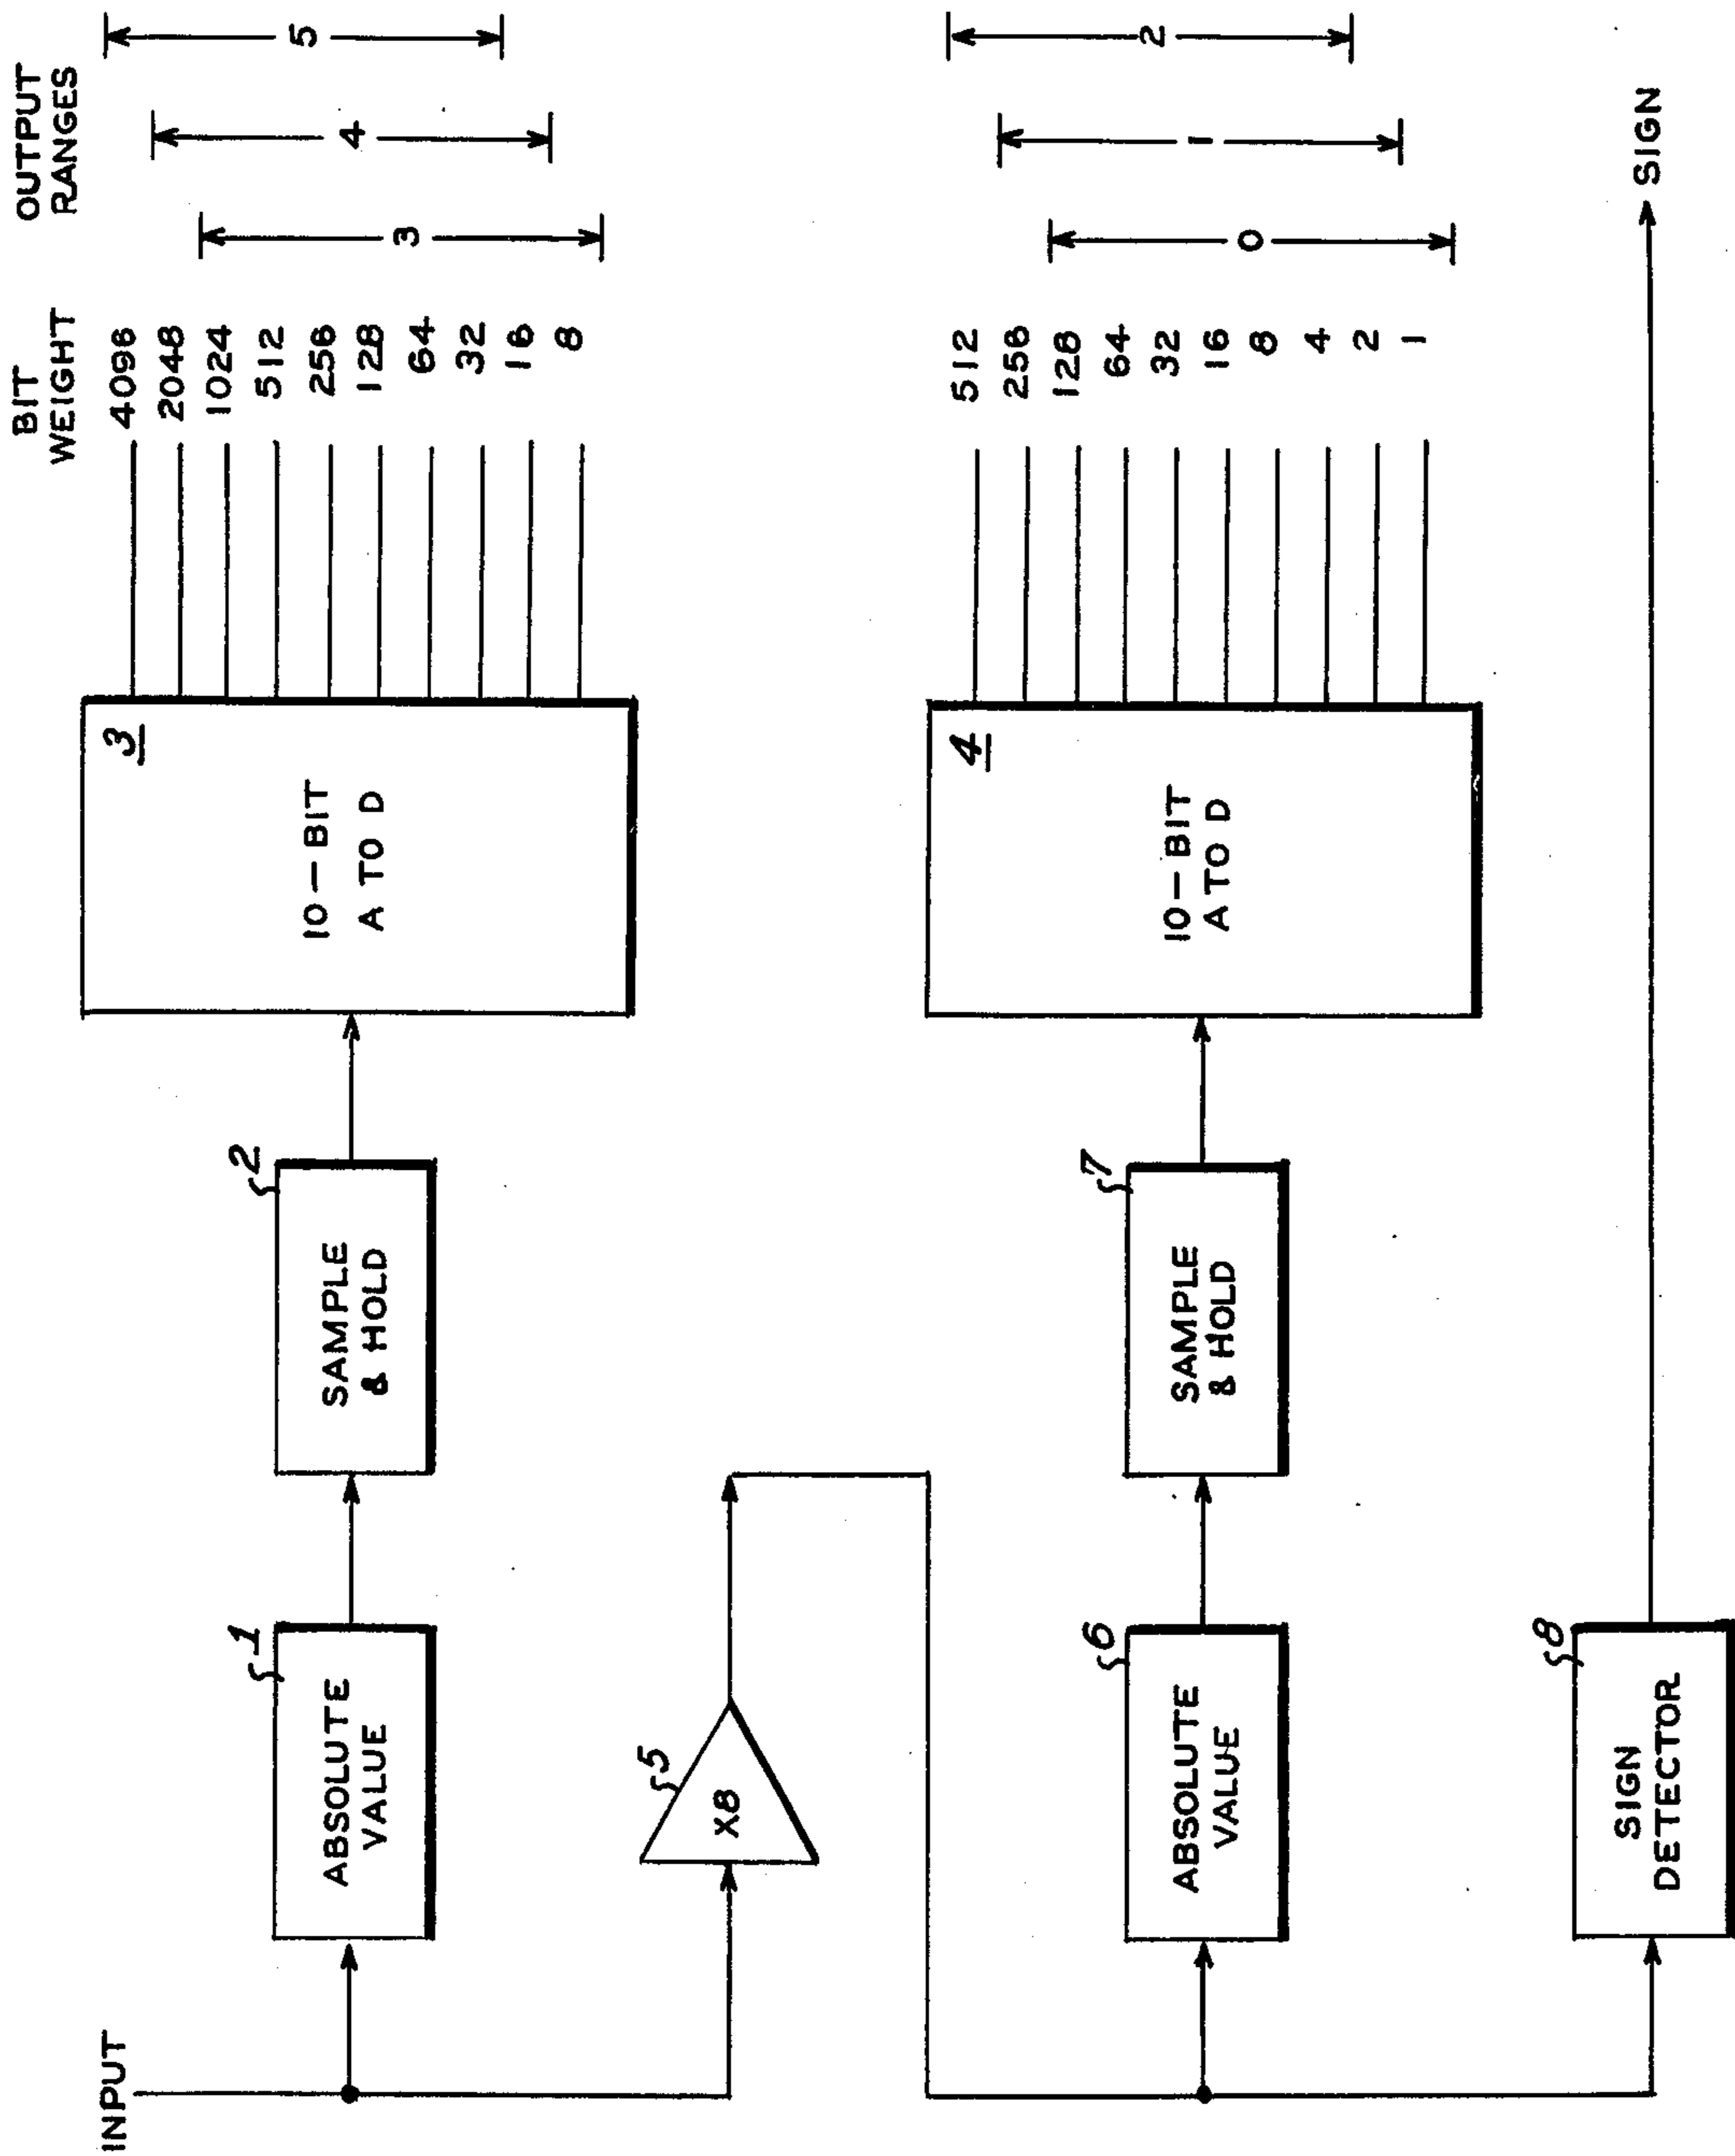 INPUT
1
ABSOLUTE
VALUE
2
SAMPLE
& HOLD
3
10-BIT
A TO D
BIT
WEIGHT
4096
2048
1024
512
256
128
64
32
16
8
OUTPUT
RANGES
3
4
5
5
X8
6
ABSOLUTE
VALUE
7
SAMPLE
& HOLD
4
10-BIT
A TO D
512
256
128
64
32
16
8
4
2
1
0
1
2
8
SIGN
DETECTOR
SIGN